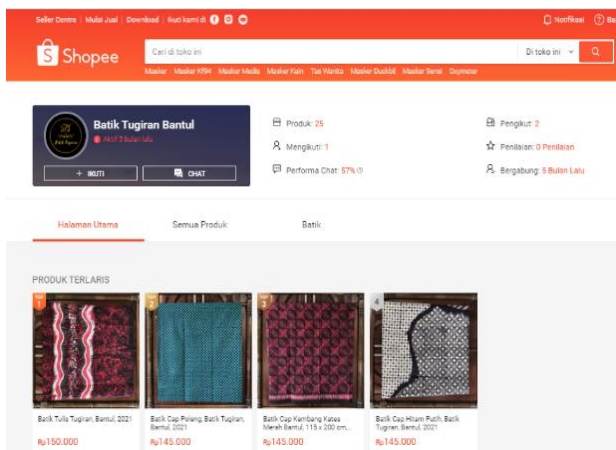 Seller Centre | Mulai Jual | Download | Ikuti kami di
Notifikasi
Shopee
Cari di toko ini
Di toko ini
Masker Masker KF94 Masker Medis Masker Kain Tas Wanita Masker Duckbil Masker Sensi Oxymeter
Batik Tugiran Bantul
Aktif 3 bulan lalu
+ IKUTI
CHAT
Produk: 25
Mengikuti: 1
Performa Chat: 57%
Pengikut: 2
Penilaian: 0 Penilaian
Bergabung: 5 Bulan Lalu
Halaman Utama
Semua Produk
Batik
PRODUK TERLARIS
TOP
1
TOP
2
TOP
3
4
Batik Tulis Tugiran, Bantul, 2021
Rp150.000
Batik Cap Poleng, Batik Tugiran,
Bantul, 2021
Rp145.000
Batik Cap Kembang Kates
Merah Bantul, 115 x 200 cm,...
Rp145.000
Batik Cap Hitam Putih, Batik
Tugiran. Bantul, 2021
Rp145.000